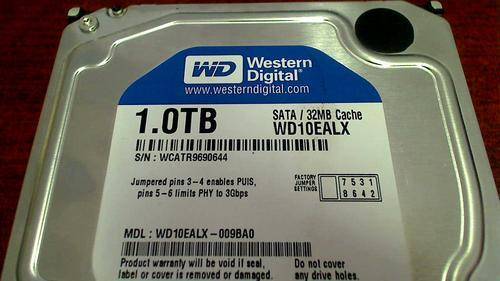 WD Western
Digital®
www.westerndigital.com
1.0TB
SATA / 32MB Cache
WD10EALX
S/N : WCATR9690644
Jumpered pins 3-4 enables PUIS,
pins 5-6 limits PHY to 3Gbps
FACTORY
JUMPER
SETTINGS
7 5 3 1
8 6 4 2
MDL : WD10EALX-009BA0
Product warranty will be void if seal,
label or cover is removed or damaged.
Do not cover
any drive holes.